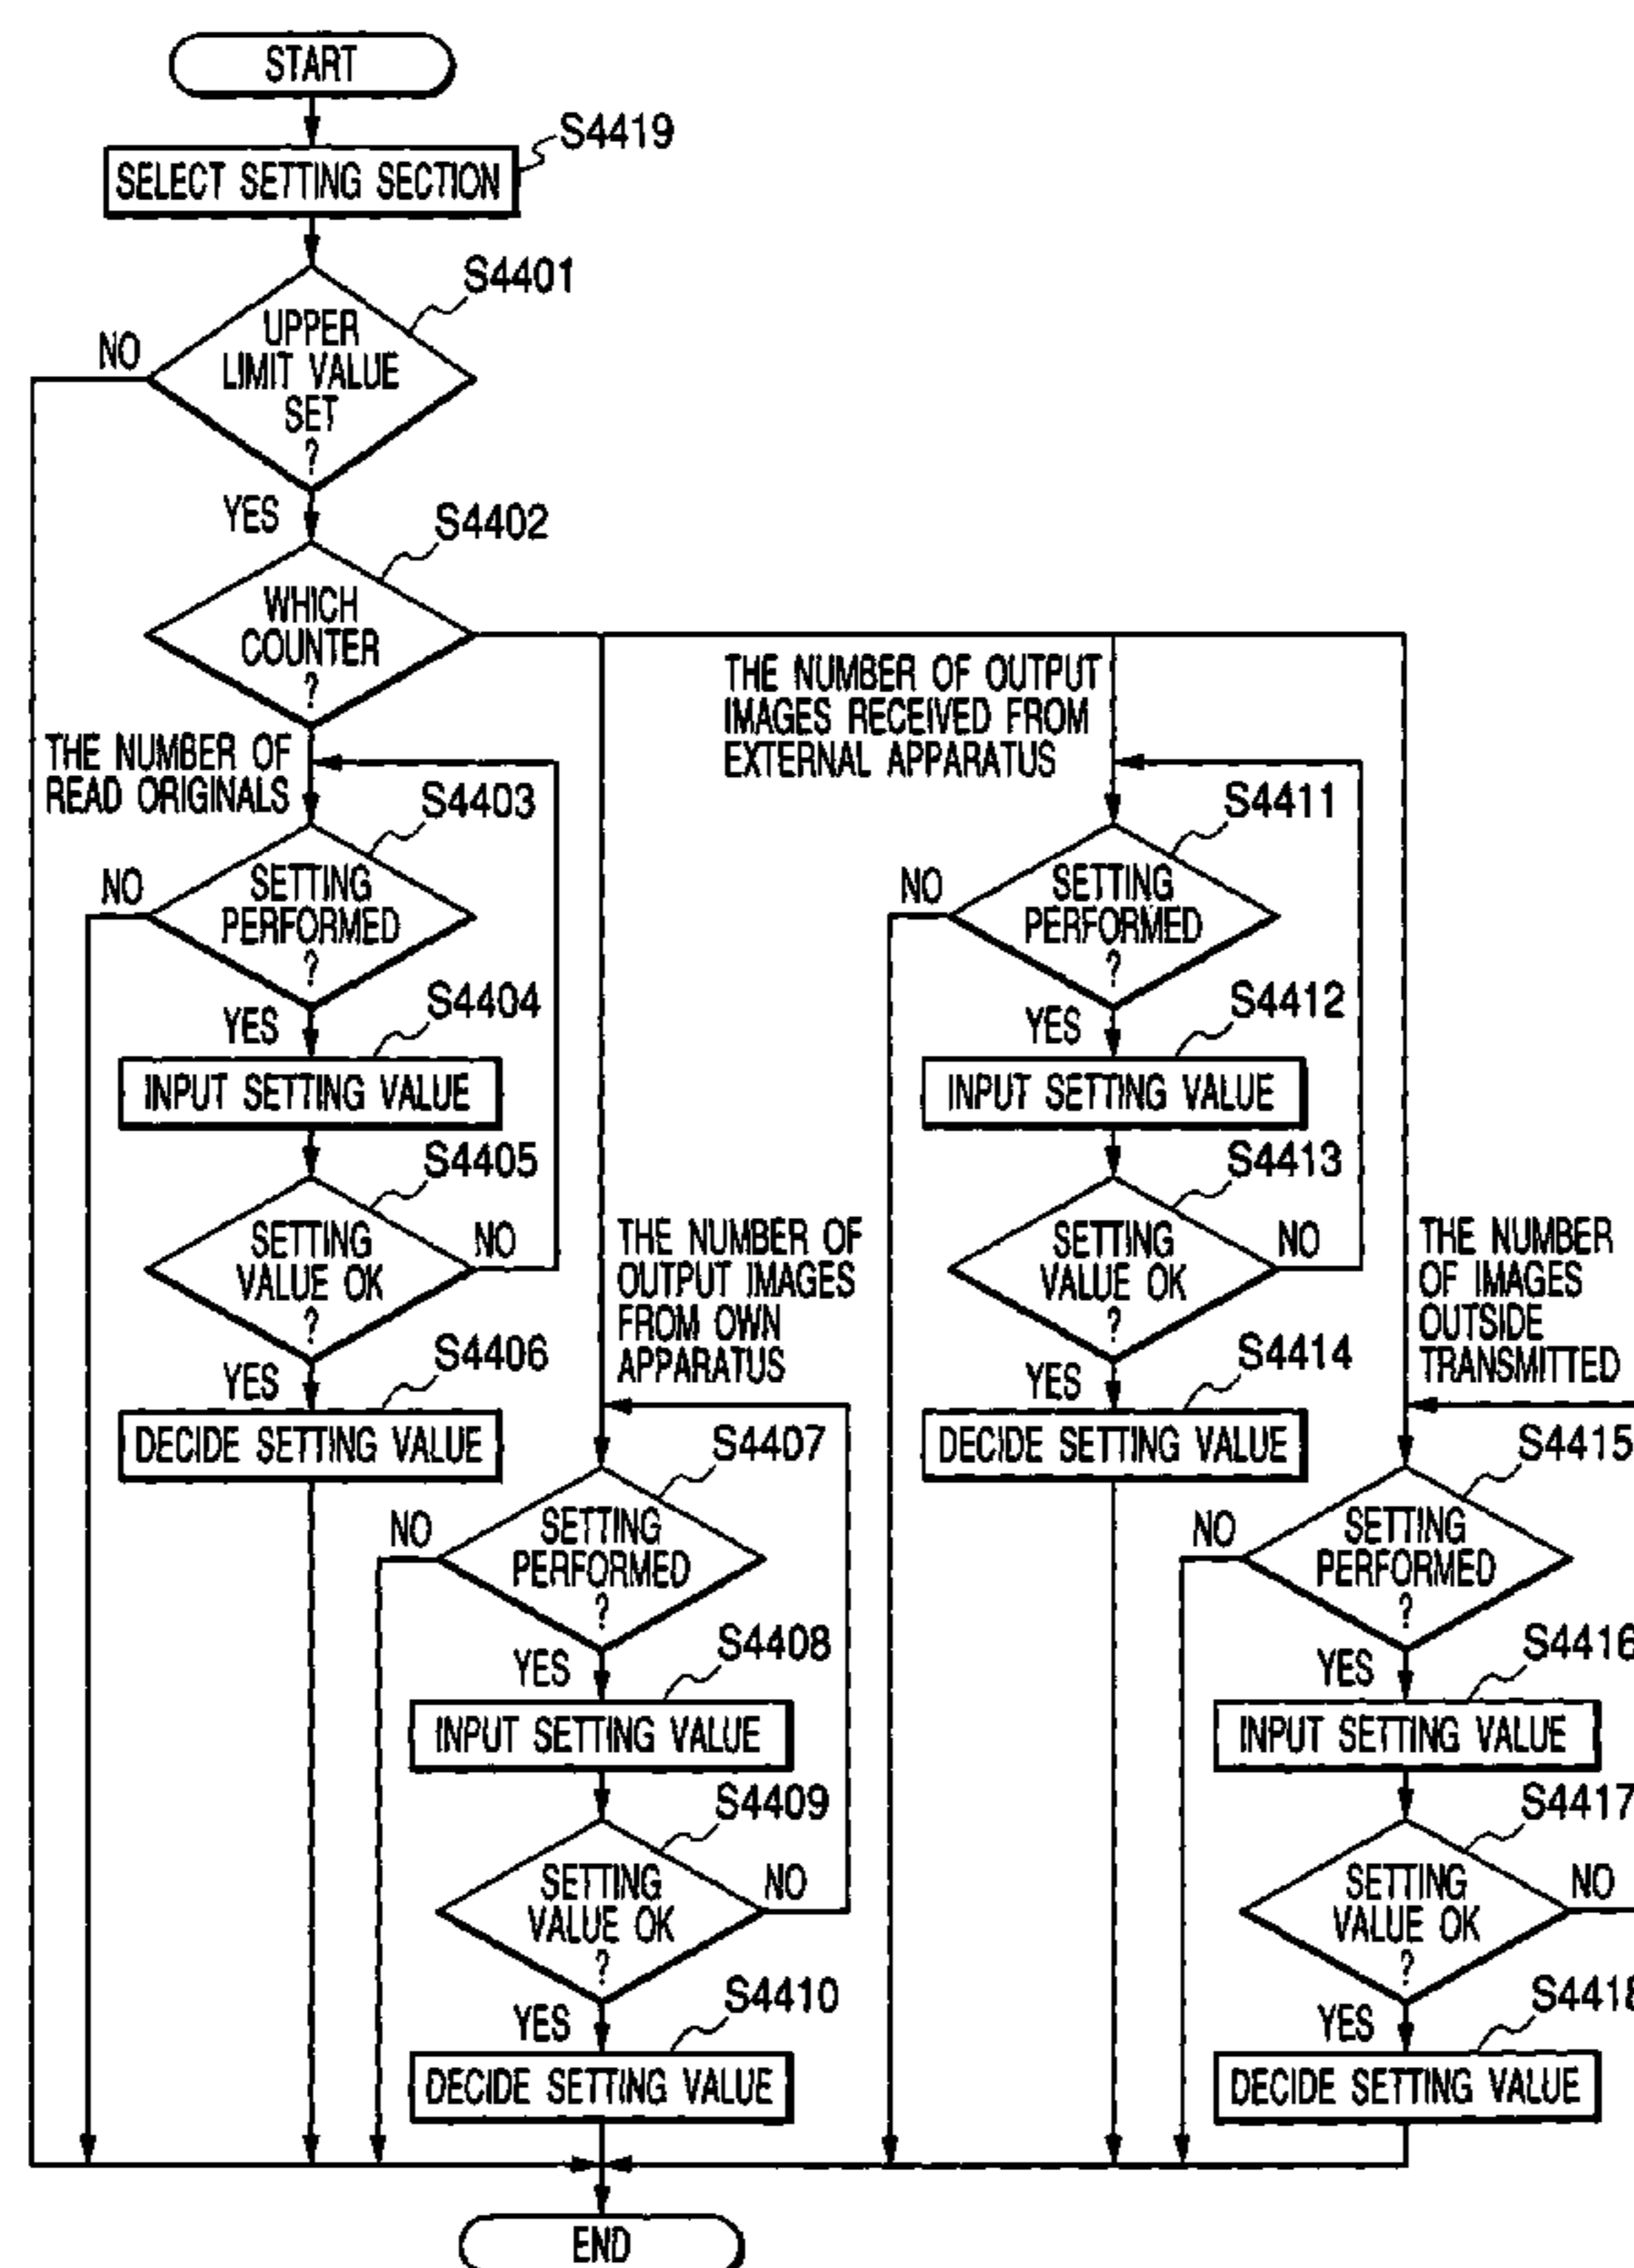 START
S4419
SELECT SETTING SECTION
S4401
UPPER
LIMIT VALUE
SET
?
NO
YES
S4402
WHICH
COUNTER
?
THE NUMBER OF
READ ORIGINALS
S4403
SETTING
PERFORMED
?
NO
YES
S4404
INPUT SETTING VALUE
S4405
SETTING
VALUE OK
?
NO
YES
S4406
DECIDE SETTING VALUE
THE NUMBER OF
OUTPUT IMAGES
FROM OWN
APPARATUS
S4407
SETTING
PERFORMED
?
NO
YES
S4408
INPUT SETTING VALUE
S4409
SETTING
VALUE OK
?
NO
YES
S4410
DECIDE SETTING VALUE
THE NUMBER OF OUTPUT
IMAGES RECEIVED FROM
EXTERNAL APPARATUS
S4411
SETTING
PERFORMED
?
NO
YES
S4412
INPUT SETTING VALUE
S4413
SETTING
VALUE OK
?
NO
YES
S4414
DECIDE SETTING VALUE
THE NUMBER
OF IMAGES
OUTSIDE
TRANSMITTED
S4415
SETTING
PERFORMED
?
NO
YES
S4416
INPUT SETTING VALUE
S4417
SETTING
VALUE OK
?
NO
YES
S4418
DECIDE SETTING VALUE
END